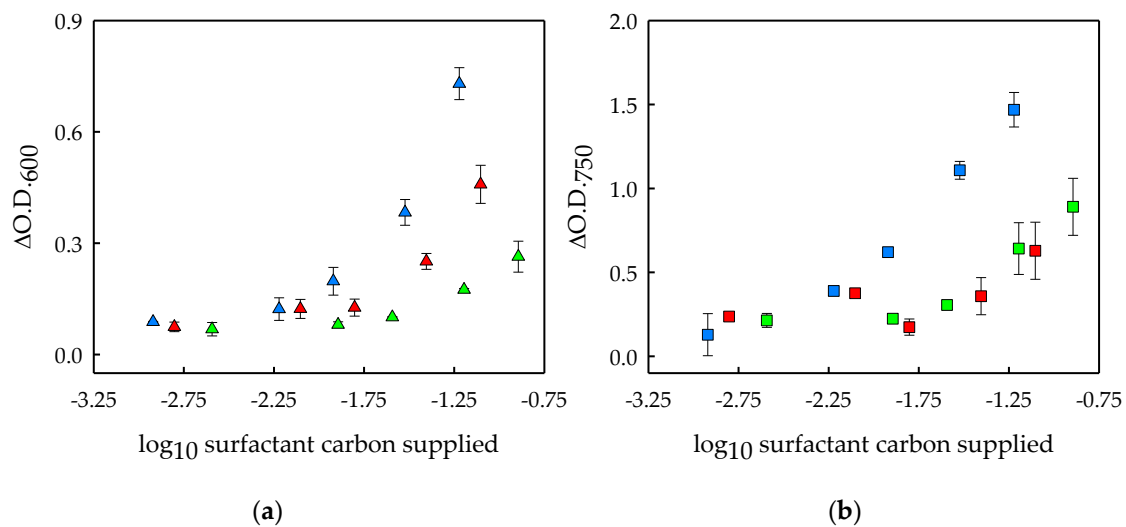 0.9
0.6
0.3
0.0
ΔO.D.600
-3.25 -2.75 -2.25 -1.75 -1.25 -0.75
log10 surfactant carbon supplied
(a)
2.0
1.5
1.0
0.5
0.0
ΔO.D.750
-3.25 -2.75 -2.25 -1.75 -1.25 -0.75
log10 surfactant carbon supplied
(b)